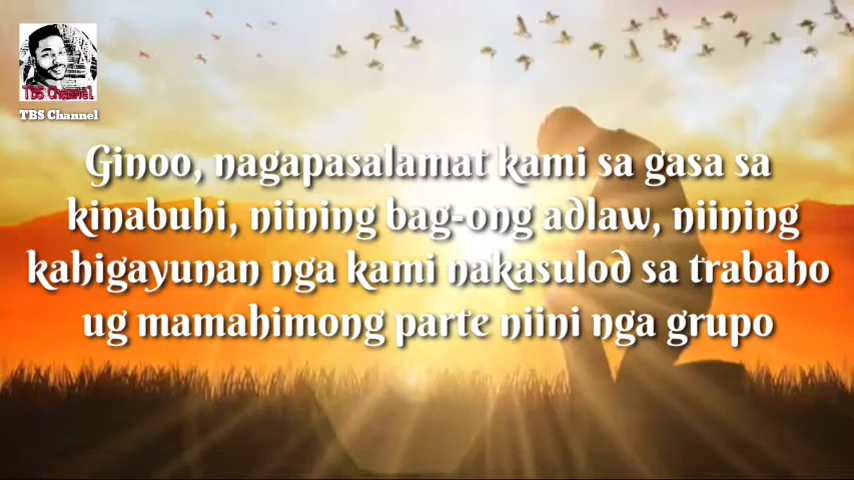 TBS Channel
TBS Channel
Ginoo, nagapasalamat kami sa gasa sa
kinabuhi, niining bag-ong adlaw, niining
kahigayunan nga kami nakasulod sa trabaho
ug mamahimong parte niini nga grupo